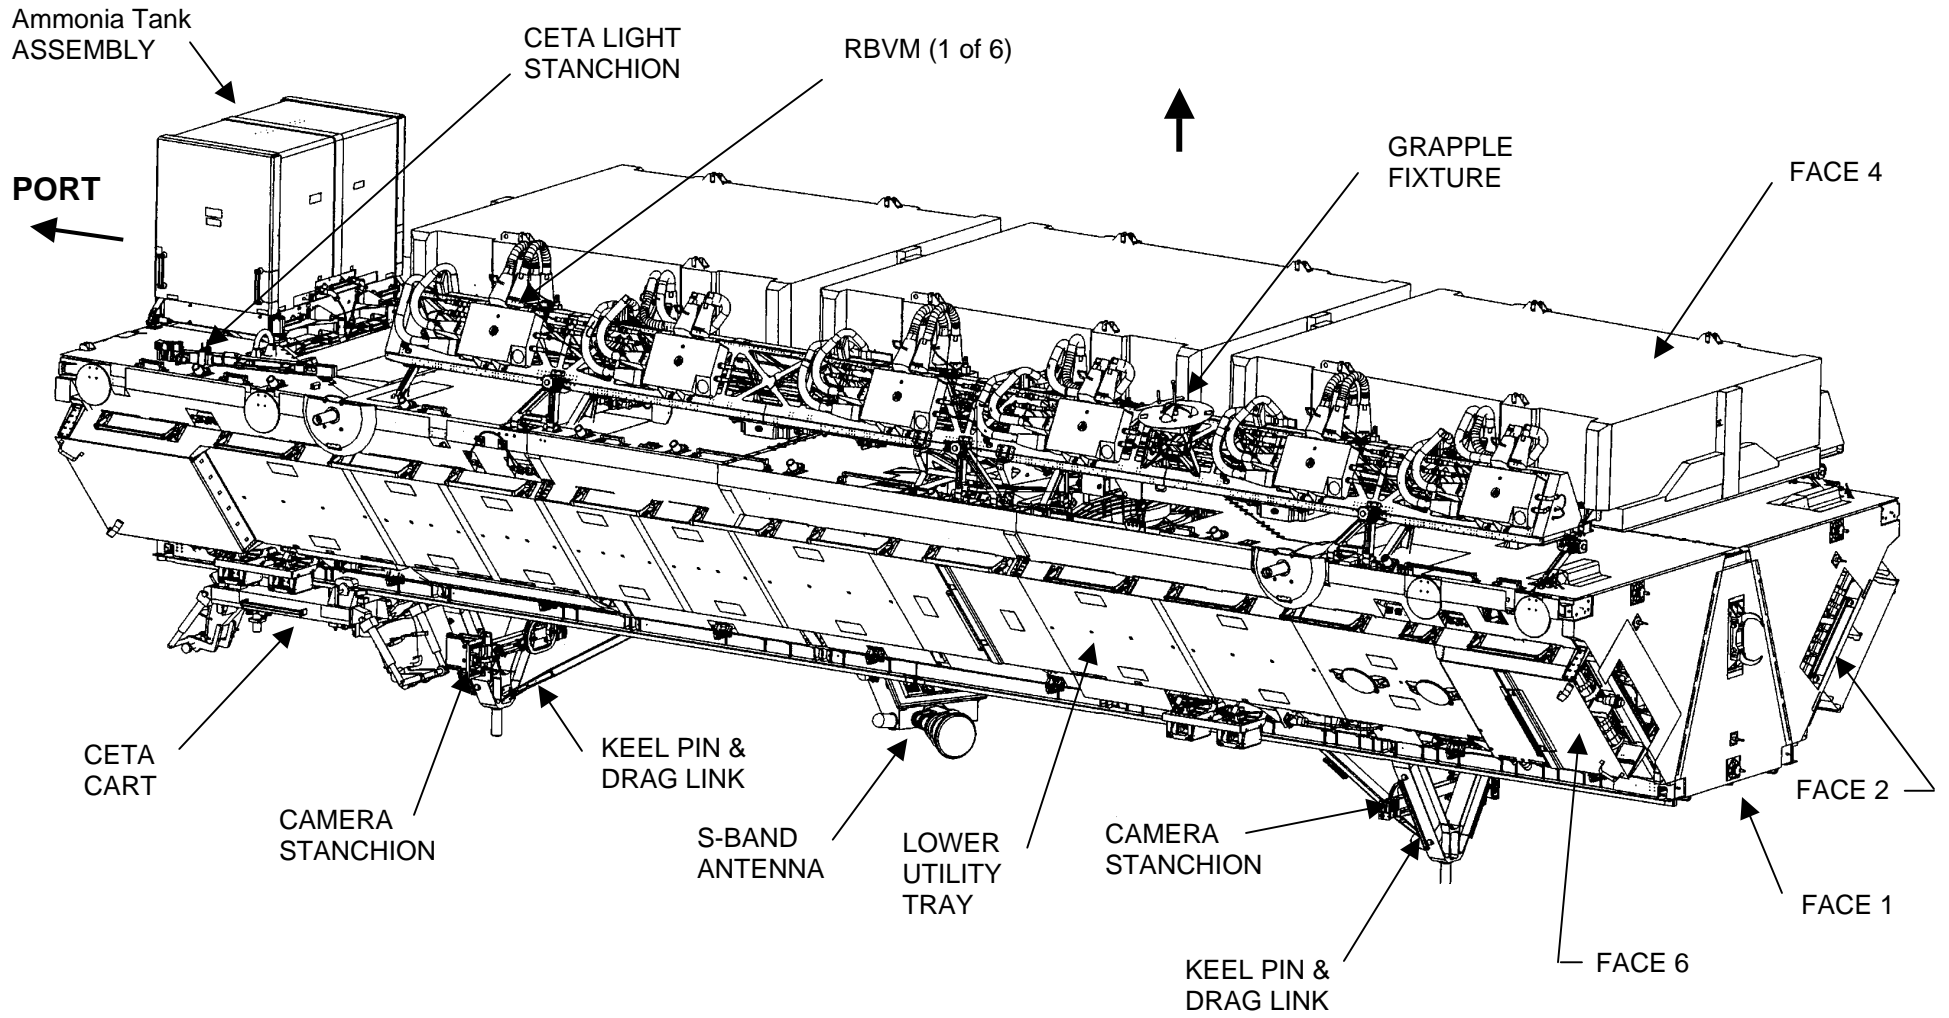 Ammonia Tank
ASSEMBLY
CETA LIGHT
STANCHION
RBVM (1 of 6)
GRAPPLE
FIXTURE
FACE 4
PORT
CETA
CART
CAMERA
STANCHION
KEEL PIN &
DRAG LINK
S-BAND
ANTENNA
LOWER
UTILITY
TRAY
CAMERA
STANCHION
KEEL PIN &
DRAG LINK
FACE 2
FACE 1
FACE 6